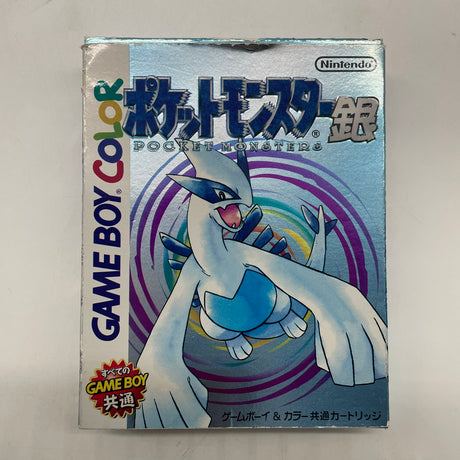 Nintendo®
GAME BOY COLOR
ポケットモンスター®銀
POCKET MONSTERS
すべての
GAME BOY
共通
ゲームボーイ & カラー共通カートリッジ